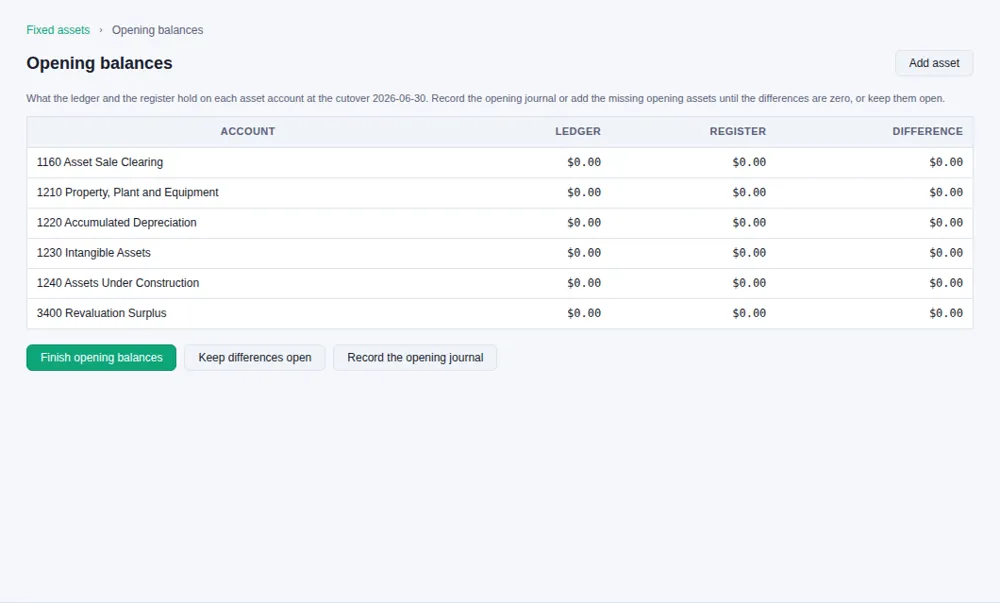 Fixed assets › Opening balances
Opening balances
Add asset
What the ledger and the register hold on each asset account at the cutover 2026-06-30. Record the opening journal or add the missing opening assets until the differences are zero, or keep them open.
ACCOUNT LEDGER REGISTER DIFFERENCE
1160 Asset Sale Clearing $0.00 $0.00 $0.00
1210 Property, Plant and Equipment $0.00 $0.00 $0.00
1220 Accumulated Depreciation $0.00 $0.00 $0.00
1230 Intangible Assets $0.00 $0.00 $0.00
1240 Assets Under Construction $0.00 $0.00 $0.00
3400 Revaluation Surplus $0.00 $0.00 $0.00
Finish opening balances Keep differences open Record the opening journal